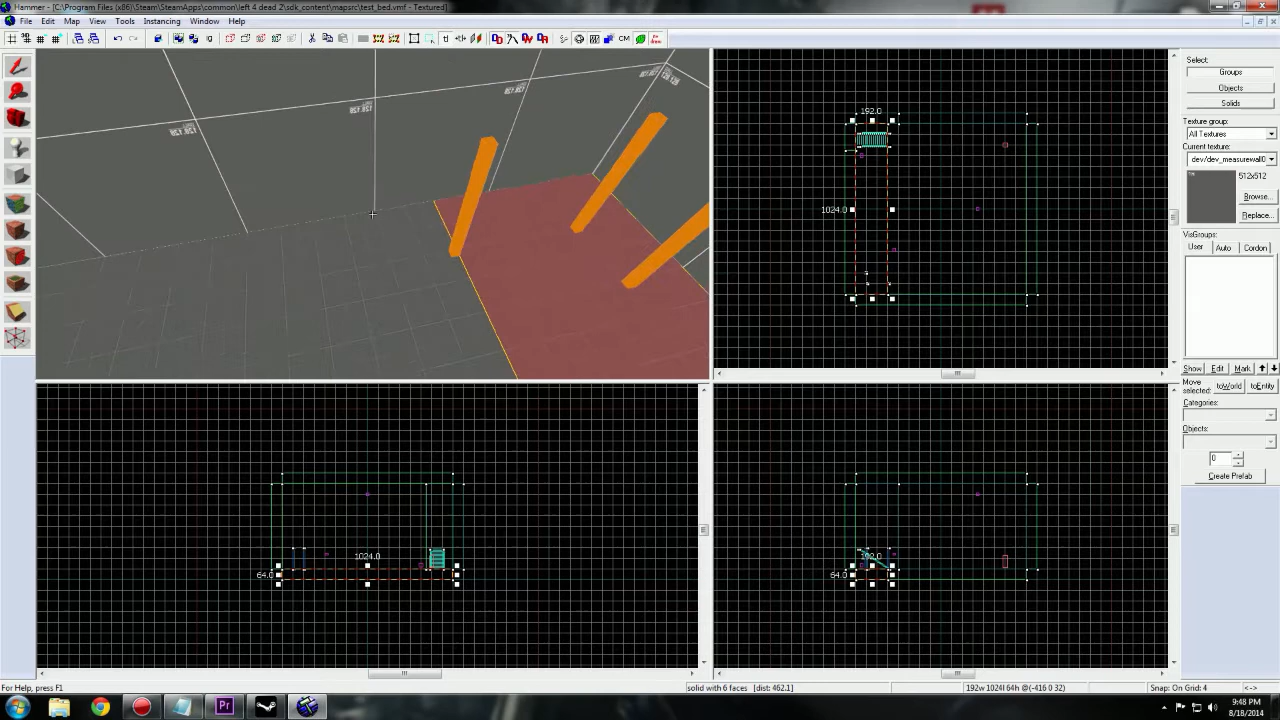 Hammer - [C:\Program Files (x86)\Steam\SteamApps\common\left 4 dead 2\sdk_content\mapsrc\test_bed.vmf - Textured]
File Edit Map View Tools Instancing Window Help
CM
Select:
Groups
Objects
Solids
Texture group:
All Textures
Current texture:
dev/dev_measurewall0
512x512
Browse...
Replace...
VisGroups:
User Auto Cordon
Show Edit Mark
Move selected: toWorld toEntity
Categories:
Objects:
0
Create Prefab
192.0
1024.0
1024.0
64.0
64.0
For Help, press F1
solid with 6 faces [dist: 462.1]
192w 1024l 64h @(-416 0 32)
Snap: On Grid: 4
<->
Pr
9:48 PM
8/18/2014